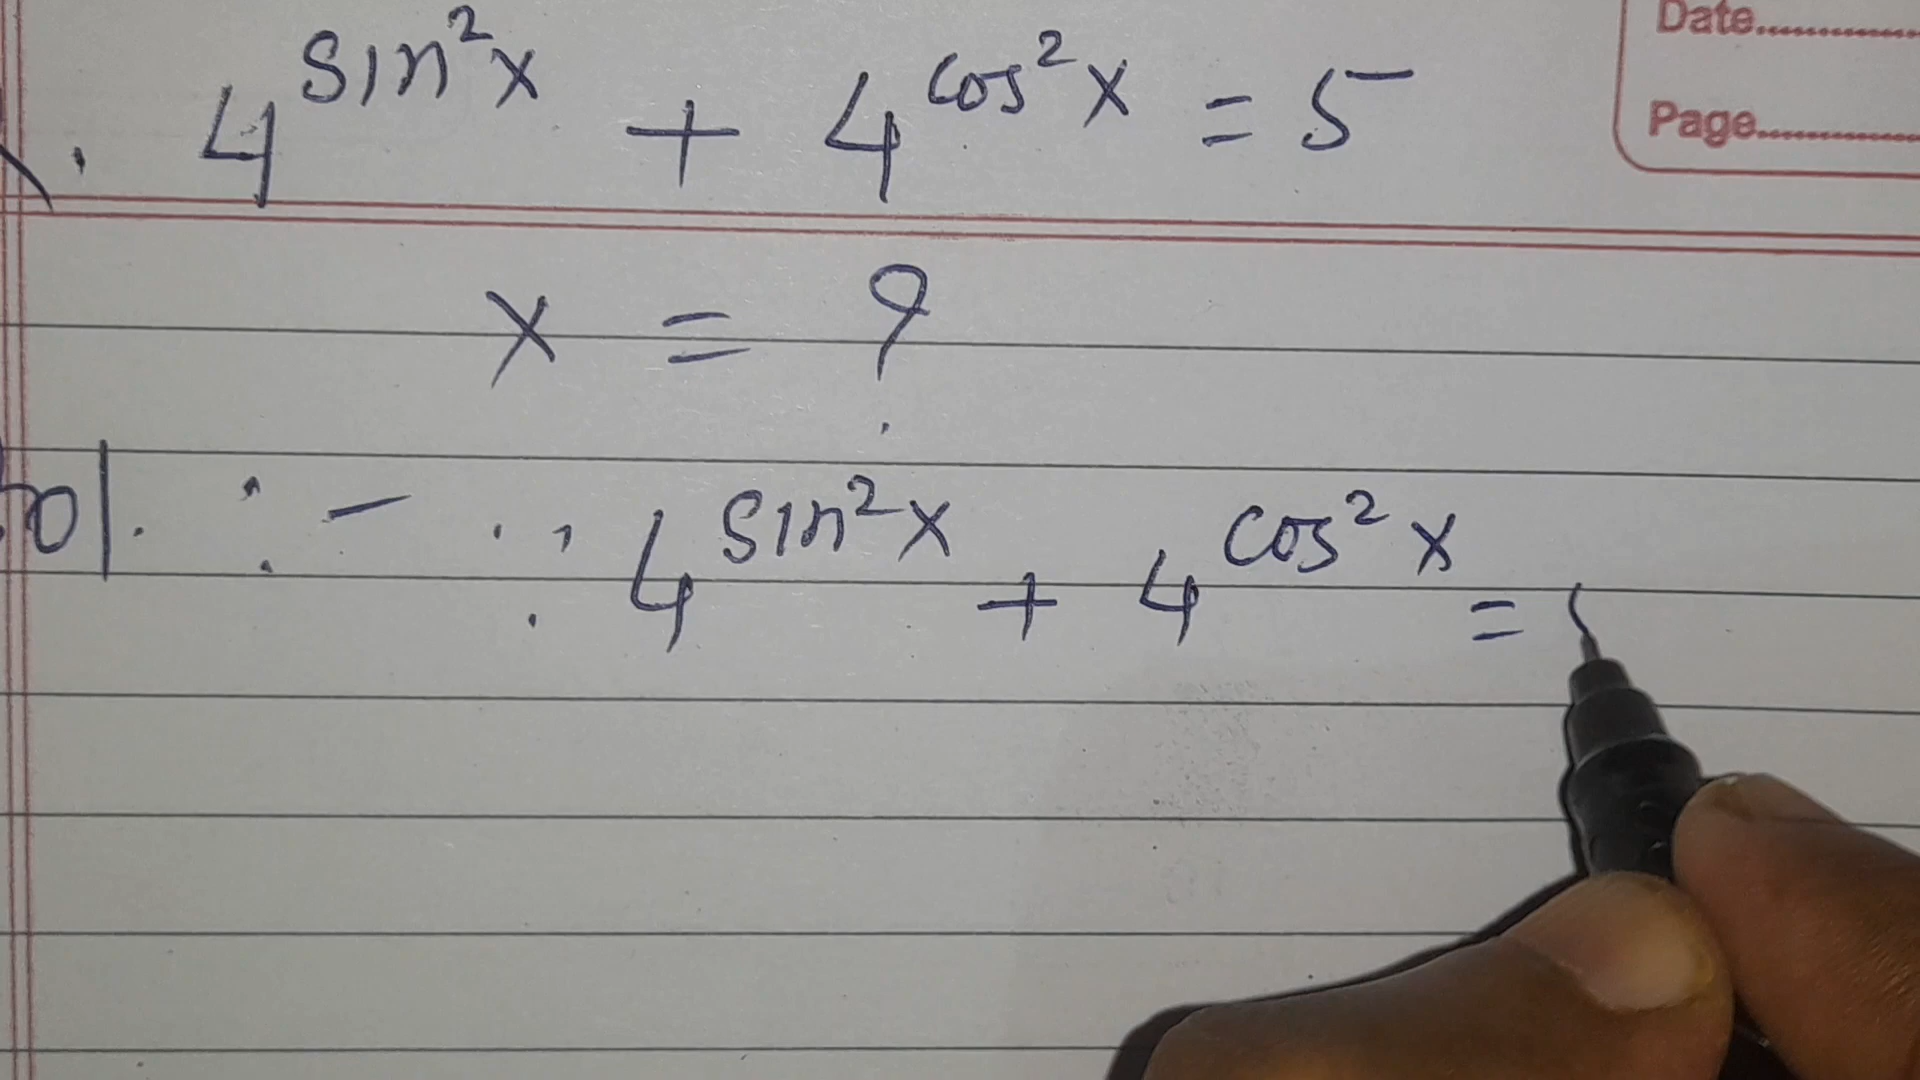 Date..............
Page..............
. 4^sin²x + 4^cos²x = 5
x = ?
Sol. :- ∵ 4^sin²x + 4^cos²x =